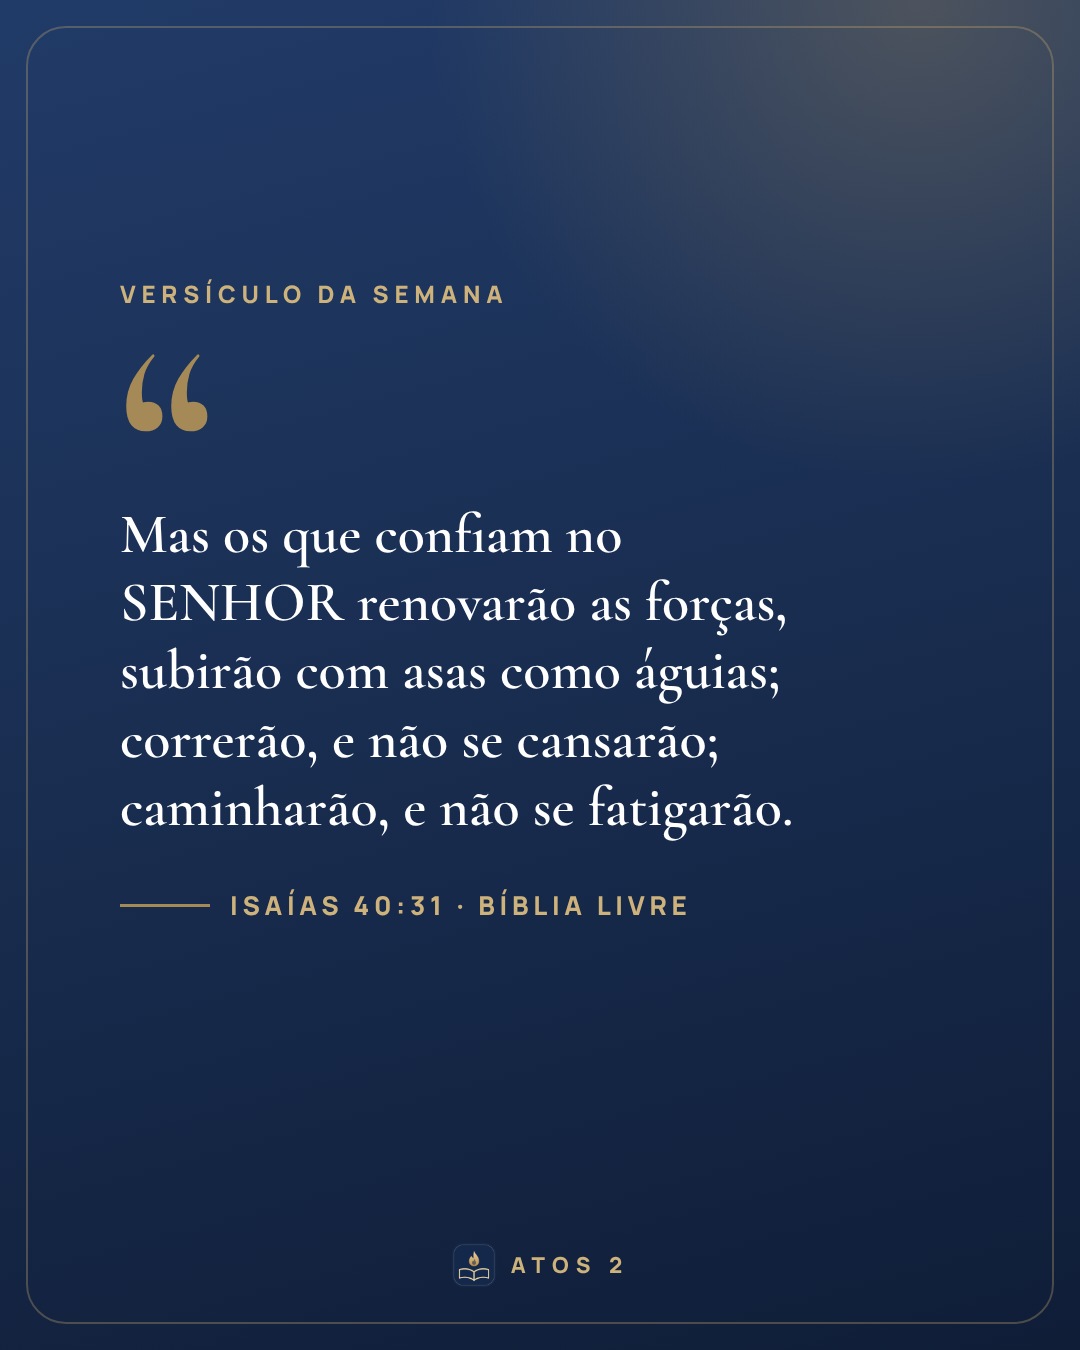 VERSÍCULO DA SEMANA
“
Mas os que confiam no
SENHOR renovarão as forças,
subirão com asas como águias;
correrão, e não se cansarão;
caminharão, e não se fatigarão.
ISAÍAS 40:31 · BÍBLIA LIVRE
ATOS 2